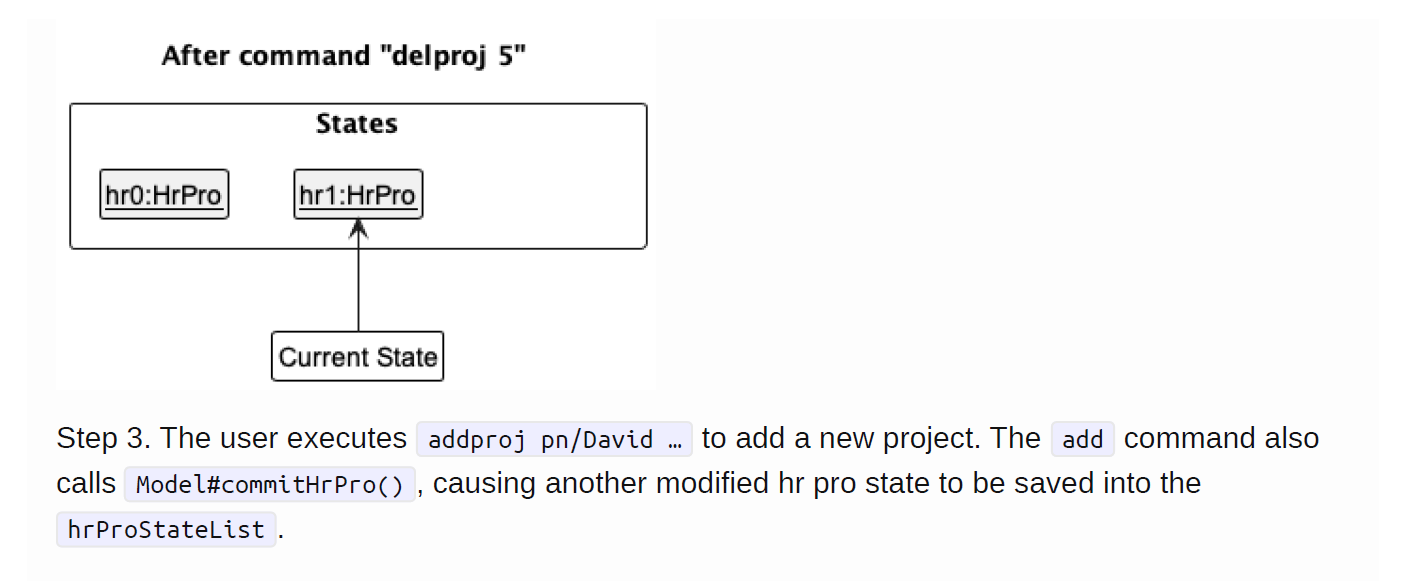 After command "delproj 5"
States
hr0:HrPro
hr1:HrPro
Current State
Step 3. The user executes addproj pn/David … to add a new project. The add command also
calls Model#commitHrPro() , causing another modified hr pro state to be saved into the
hrProStateList .